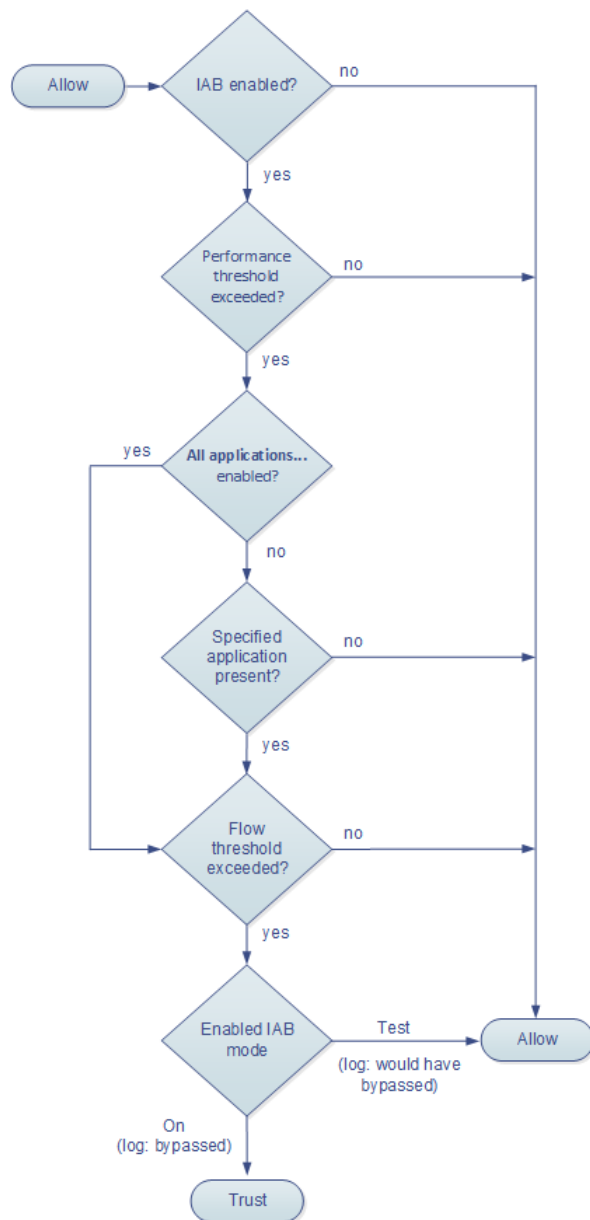 Allow
IAB enabled?
no
yes
Performance
threshold
exceeded?
no
yes
All applications...
enabled?
yes
no
Specified
application
present?
no
yes
Flow
threshold
exceeded?
no
yes
Enabled IAB
mode
Test
(log: would have
bypassed)
Allow
On
(log: bypassed)
Trust